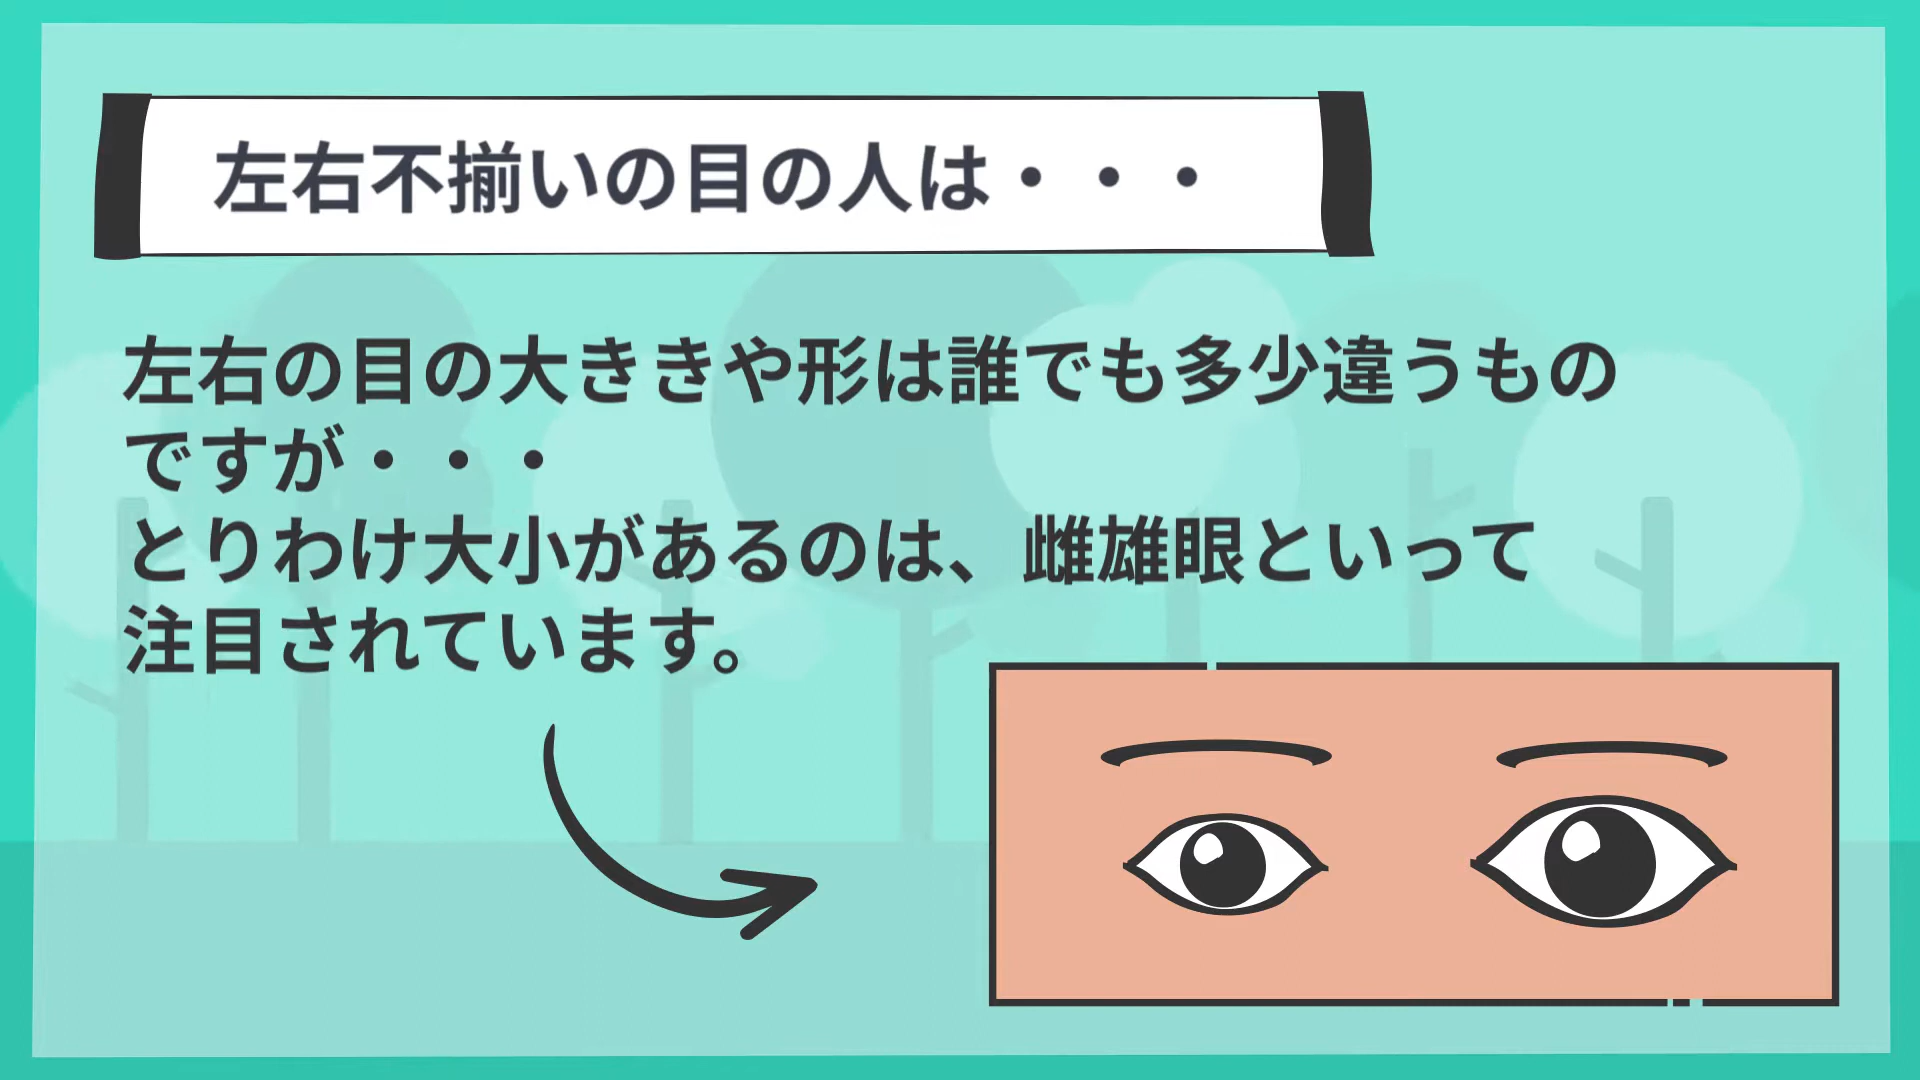 左右不揃いの目の人は・・・
左右の目の大ききや形は誰でも多少違うもの
ですが・・・
とりわけ大小があるのは、雌雄眼といって
注目されています。